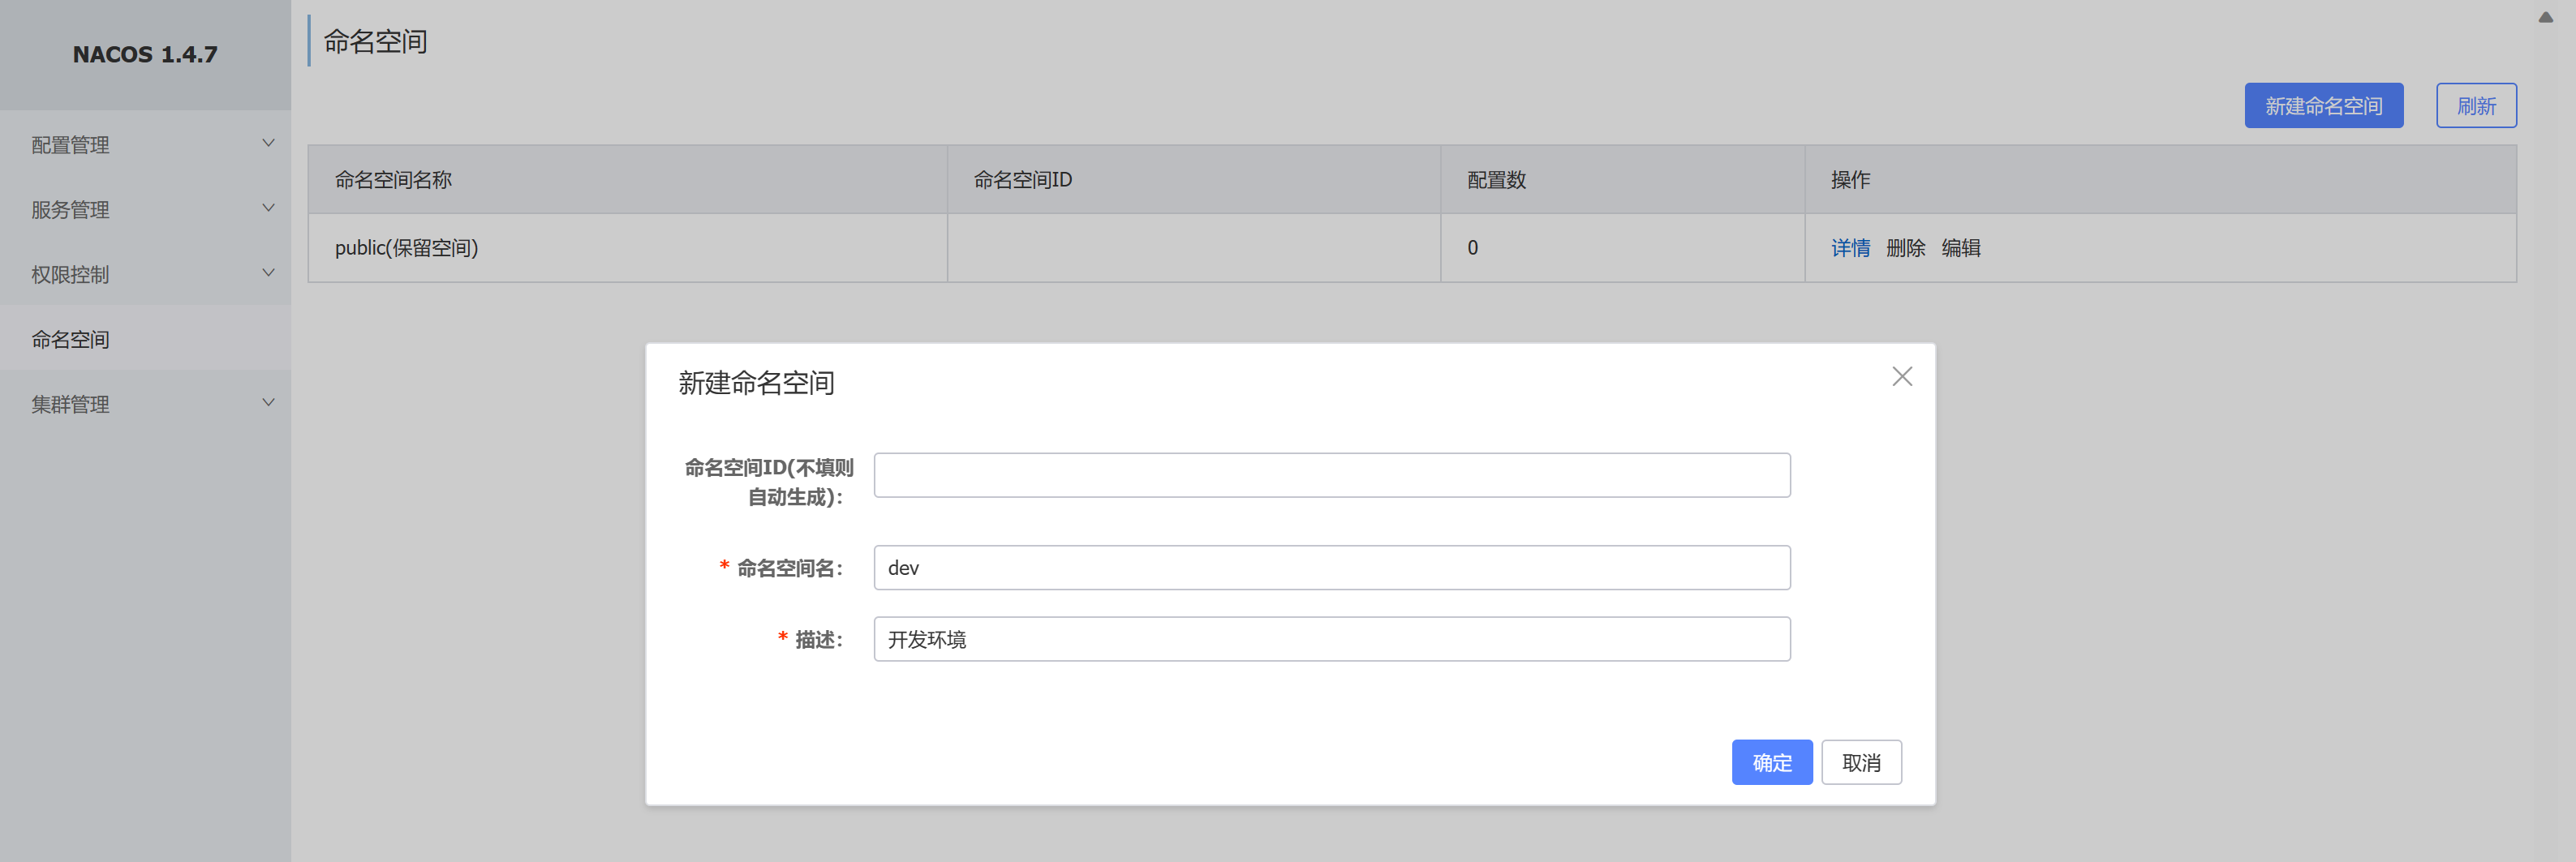 NACOS 1.4.7
配置管理
服务管理
权限控制
命名空间
集群管理
命名空间
新建命名空间
刷新
命名空间名称 命名空间ID 配置数 操作
public(保留空间) 0 详情 删除 编辑
新建命名空间
命名空间ID(不填则
自动生成):
* 命名空间名: dev
* 描述: 开发环境
确定 取消